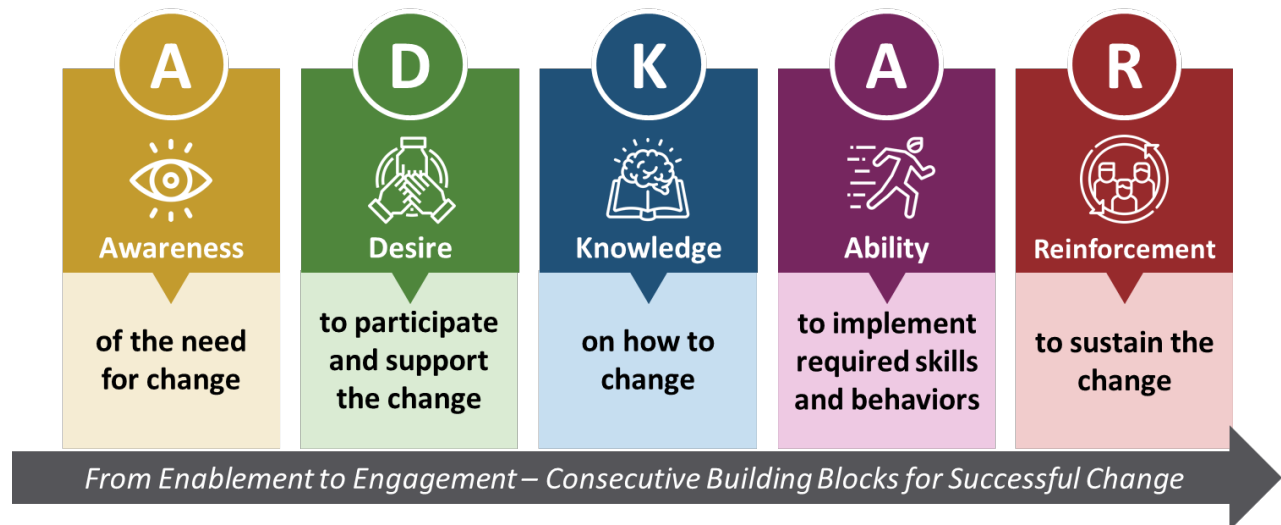 A
Awareness
of the need
for change
D
Desire
to participate
and support
the change
K
Knowledge
on how to
change
A
Ability
to implement
required skills
and behaviors
R
Reinforcement
to sustain the
change
From Enablement to Engagement – Consecutive Building Blocks for Successful Change